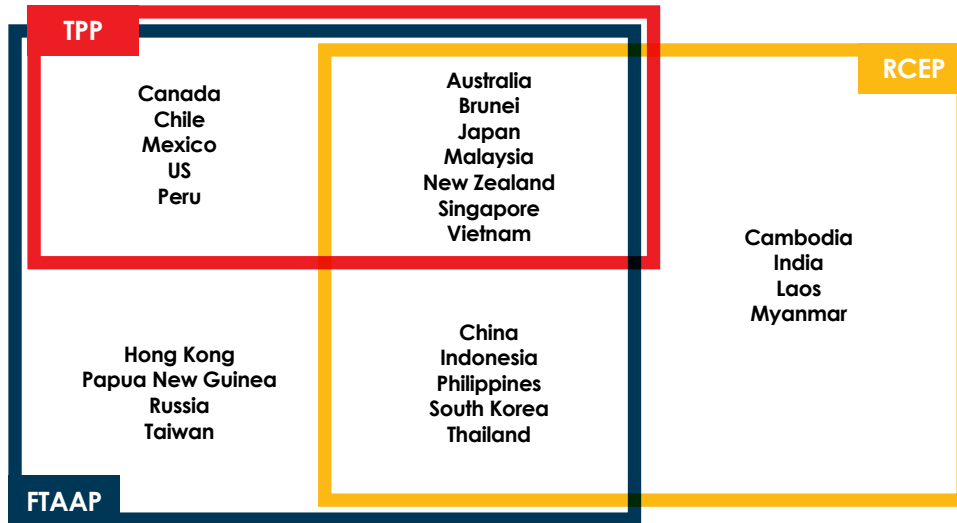 TPP
RCEP
Canada
Chile
Mexico
US
Peru
Australia
Brunei
Japan
Malaysia
New Zealand
Singapore
Vietnam
Cambodia
India
Laos
Myanmar
Hong Kong
Papua New Guinea
Russia
Taiwan
China
Indonesia
Philippines
South Korea
Thailand
FTAAP